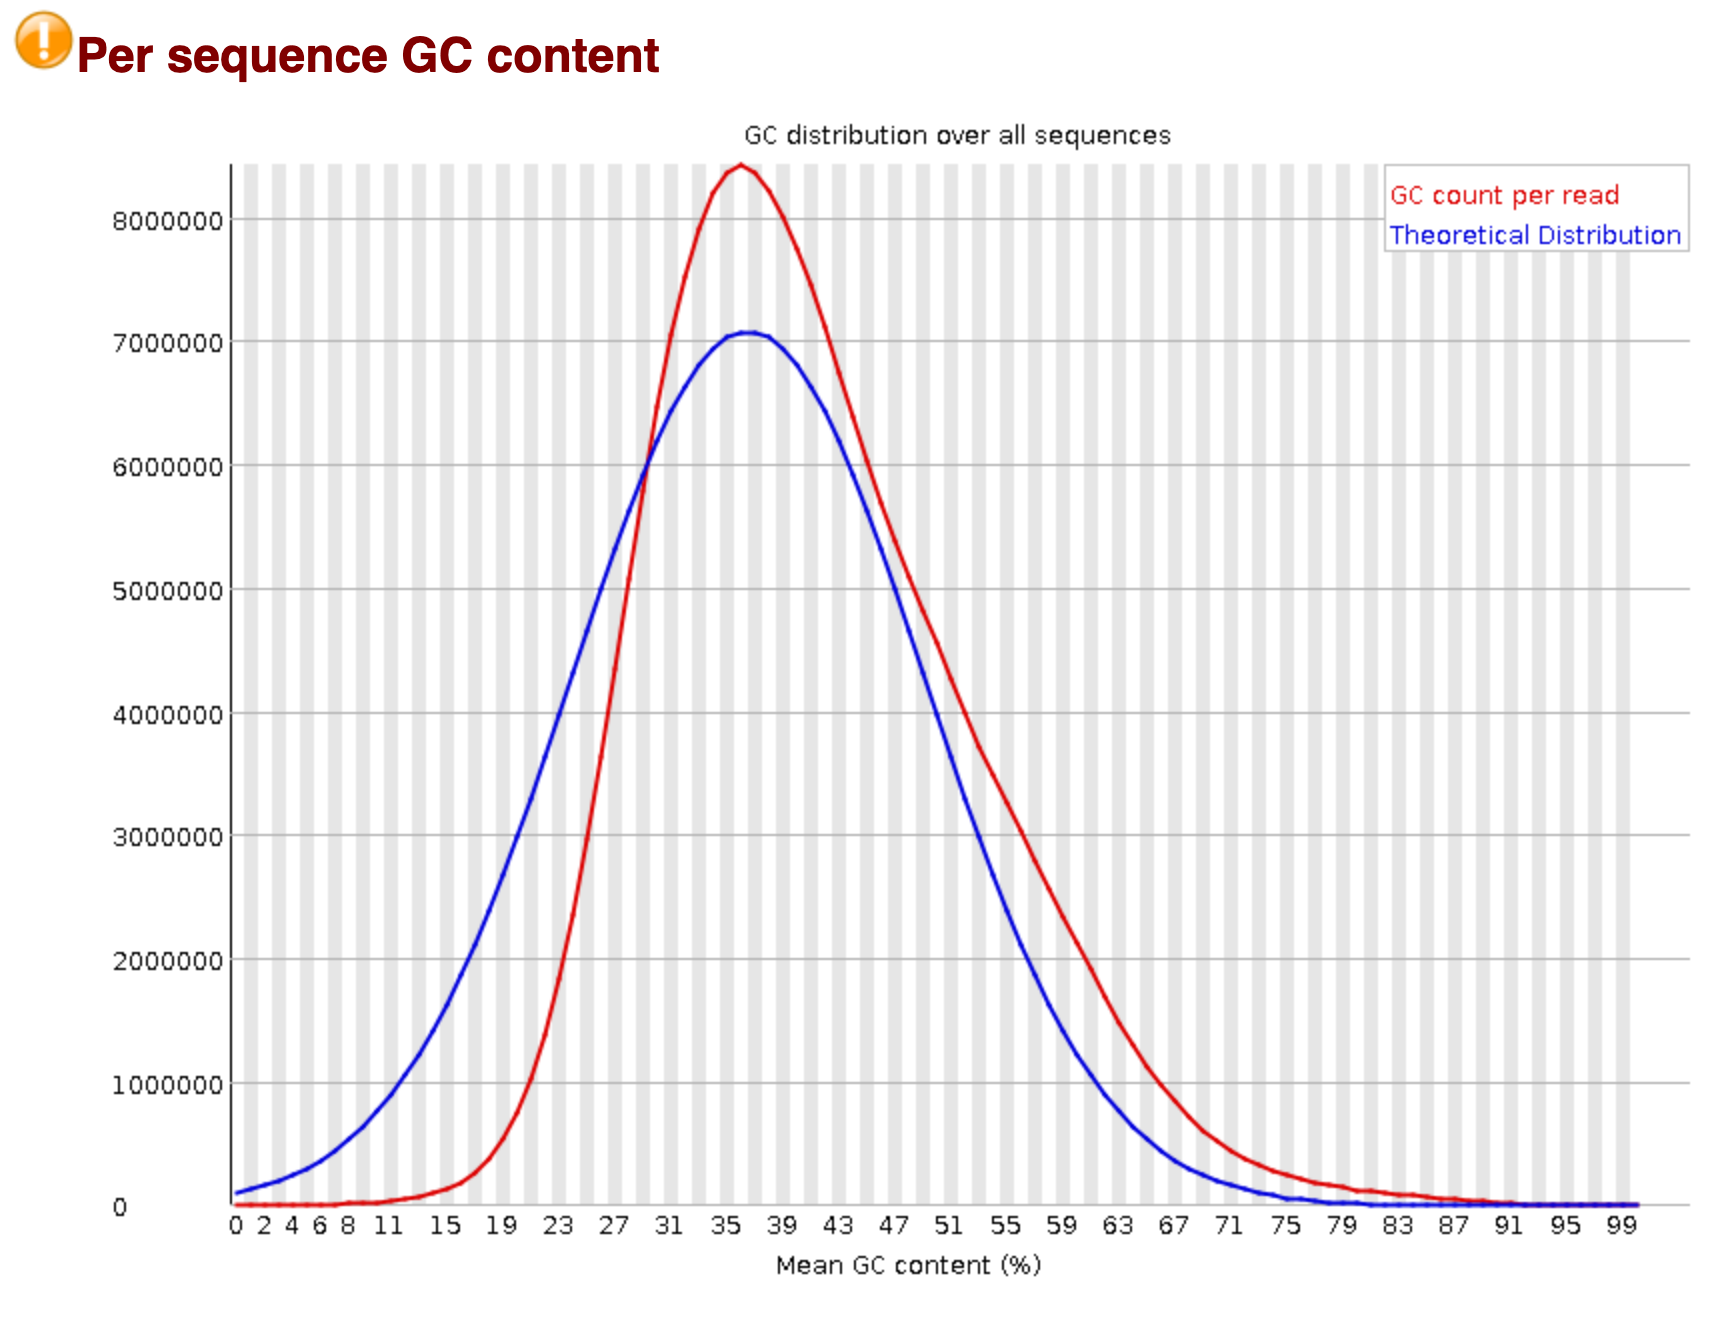 Per sequence GC content
GC distribution over all sequences
GC count per read
Theoretical Distribution
8000000
7000000
6000000
5000000
4000000
3000000
2000000
1000000
0
0 2 4 6 8 11 15 19 23 27 31 35 39 43 47 51 55 59 63 67 71 75 79 83 87 91 95 99
Mean GC content (%)